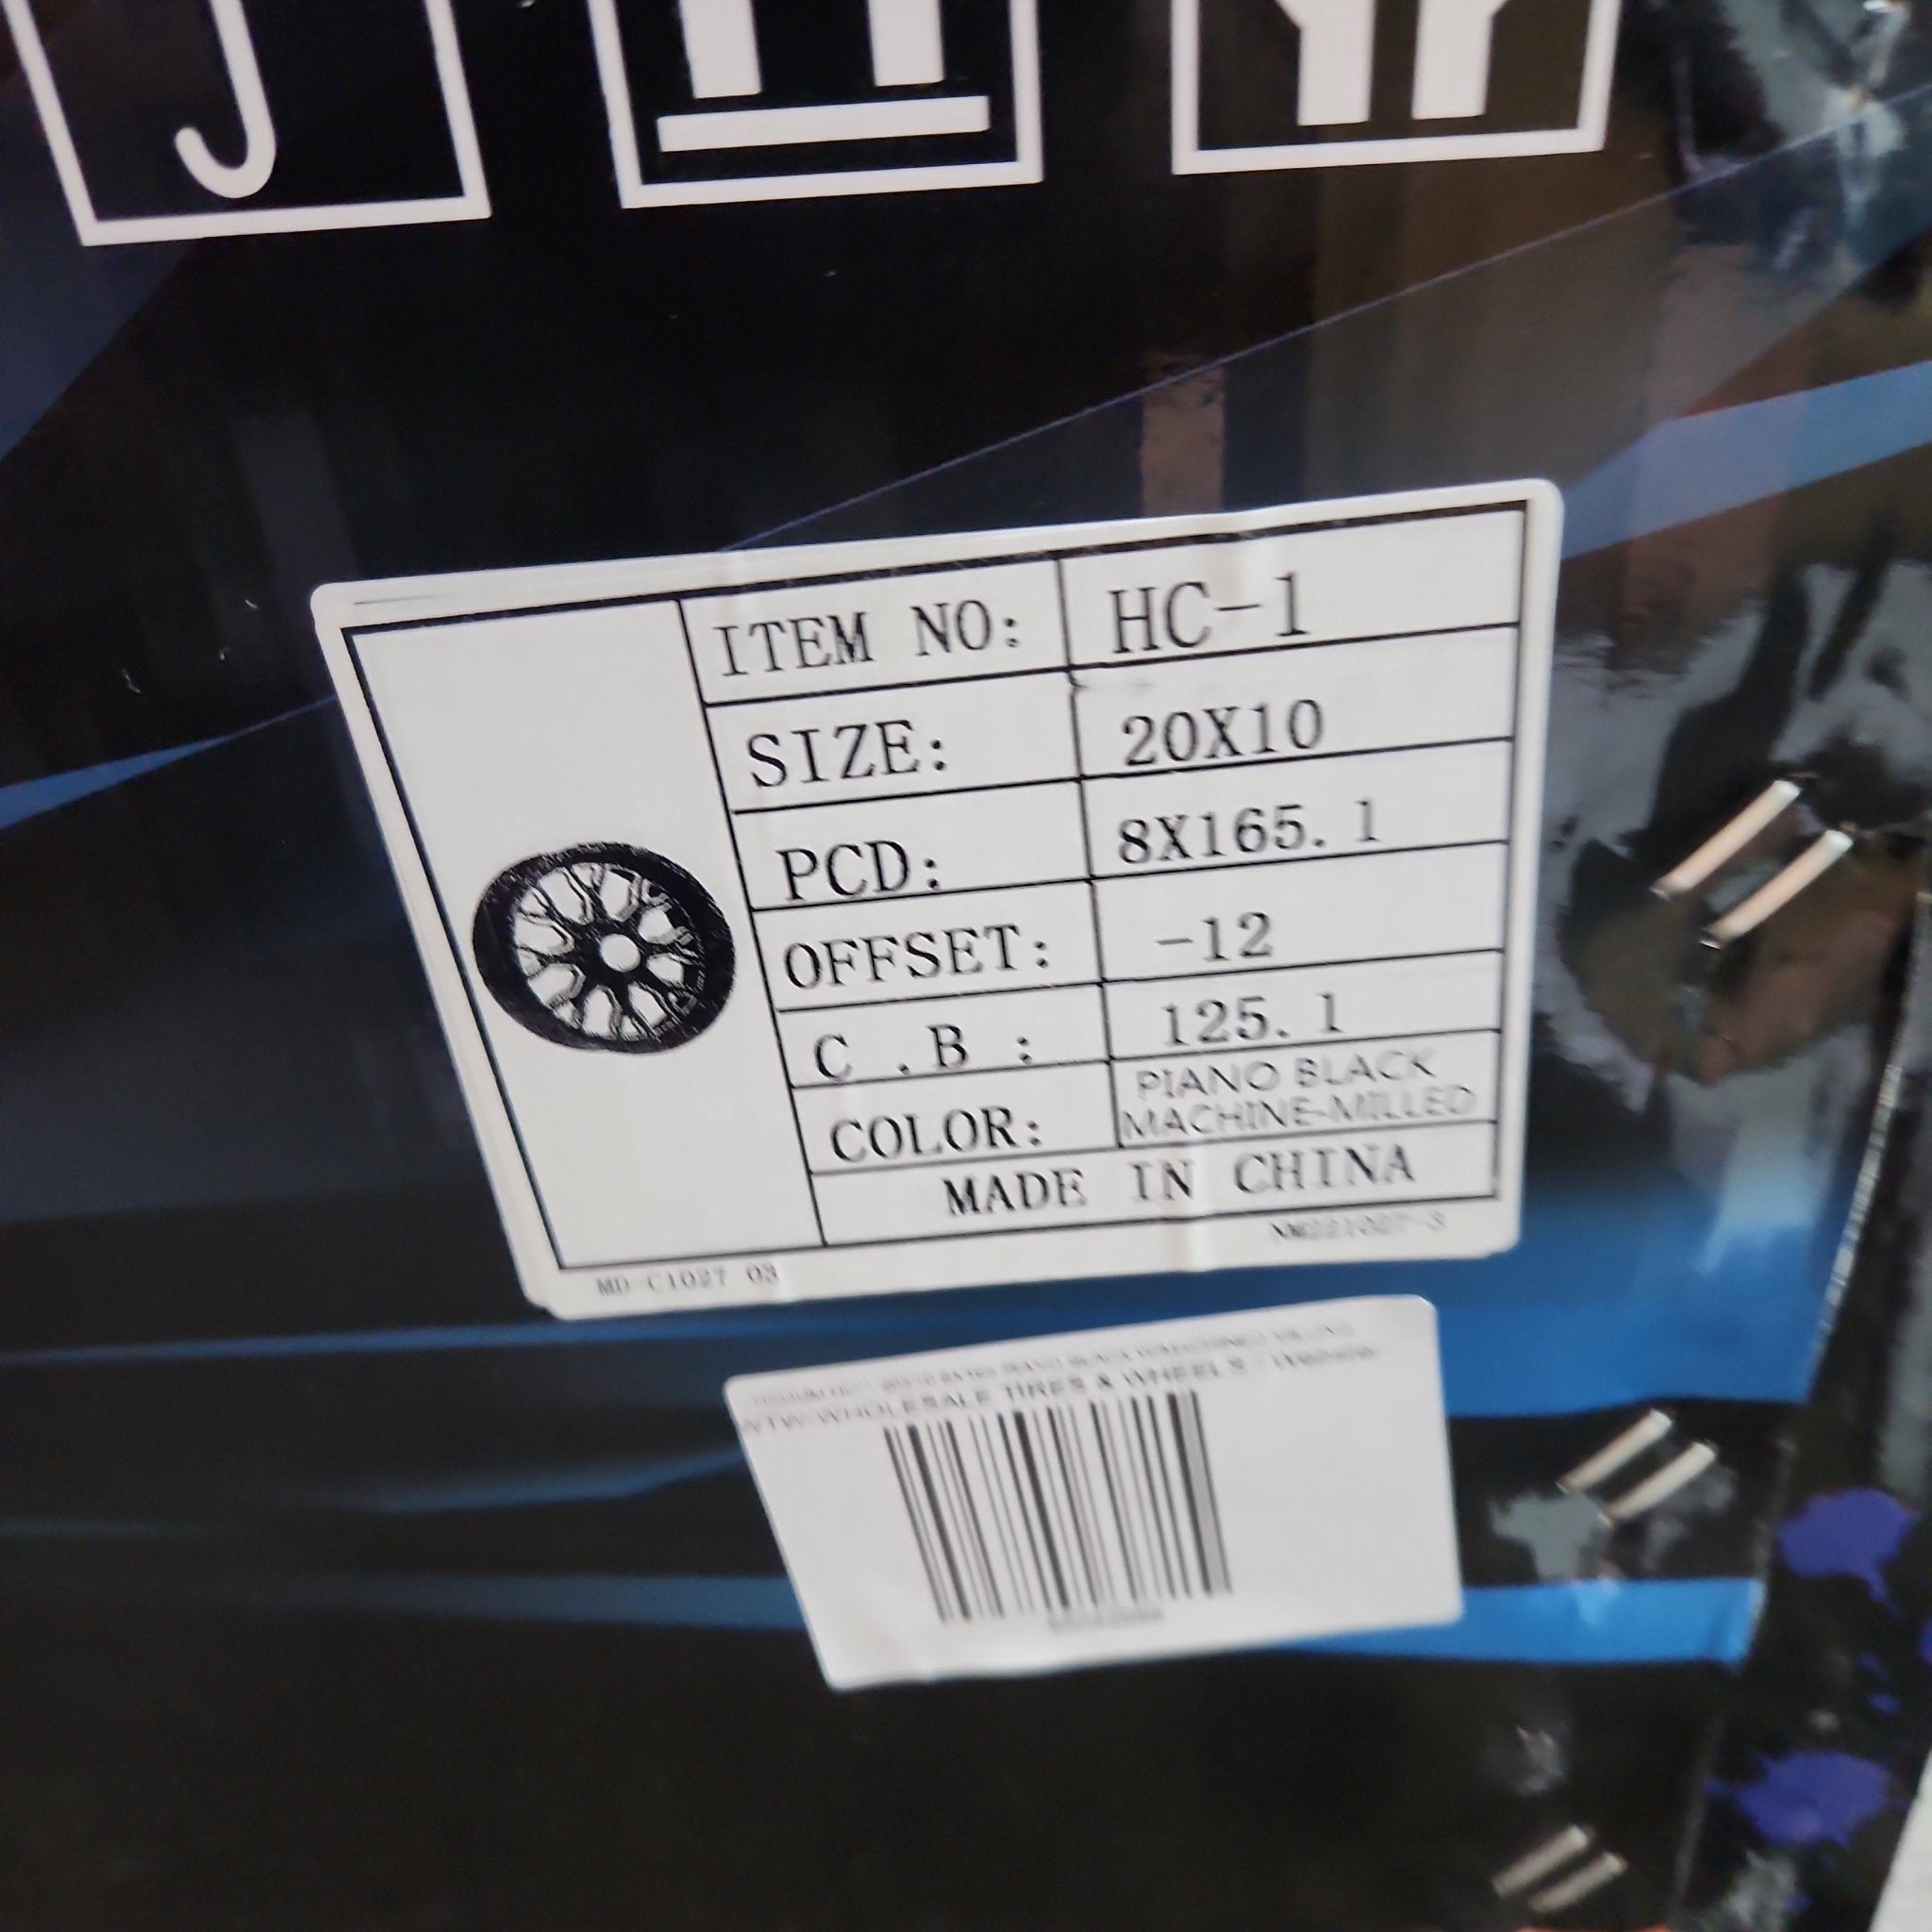 ITEM NO: HC-1
SIZE: 20X10
PCD: 8X165.1
OFFSET: -12
C.B: 125.1
COLOR: PIANO BLACK
MACHINE-MILLED
MADE IN CHINA
MD-C1027 03
WTW-WHOLESALE TIRES & WHEELS